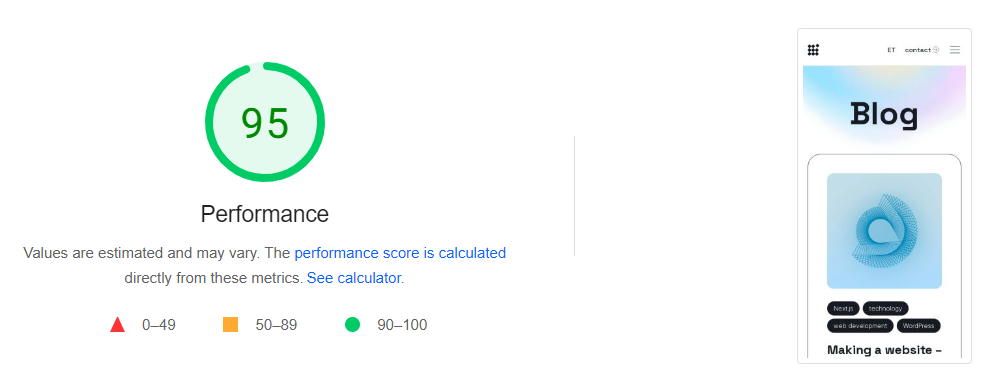 95
Performance
Values are estimated and may vary. The performance score is calculated
directly from these metrics. See calculator.
0–49
50–89
90–100
ET contact
Blog
Next.js technology
web development WordPress
Making a website –